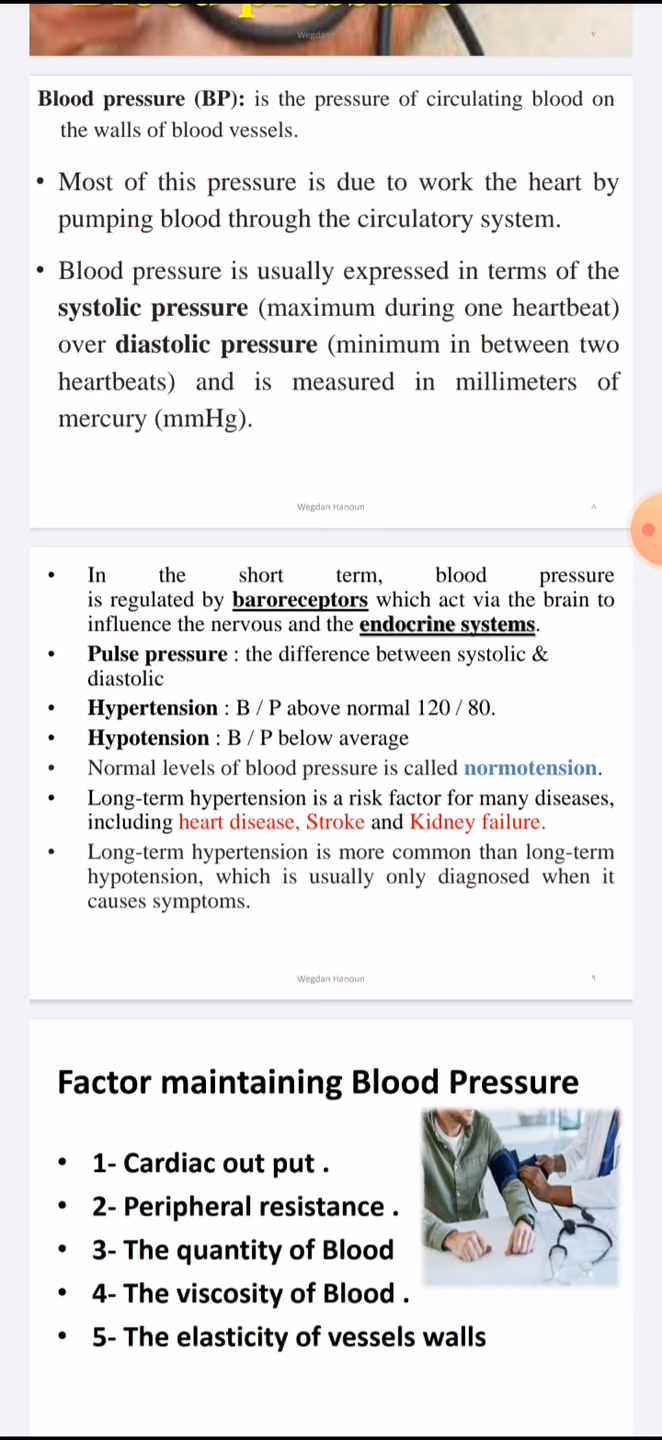 Wegdan
٧
Blood pressure (BP): is the pressure of circulating blood on
the walls of blood vessels.
• Most of this pressure is due to work the heart by
pumping blood through the circulatory system.
• Blood pressure is usually expressed in terms of the
systolic pressure (maximum during one heartbeat)
over diastolic pressure (minimum in between two
heartbeats) and is measured in millimeters of
mercury (mmHg).
Wegdan Hanoun
٨
• In the short term, blood pressure
is regulated by baroreceptors which act via the brain to
influence the nervous and the endocrine systems.
• Pulse pressure : the difference between systolic &
diastolic
• Hypertension : B / P above normal 120 / 80.
• Hypotension : B / P below average
• Normal levels of blood pressure is called normotension.
• Long-term hypertension is a risk factor for many diseases,
including heart disease, Stroke and Kidney failure.
• Long-term hypertension is more common than long-term
hypotension, which is usually only diagnosed when it
causes symptoms.
Wegdan Hanoun
٩
Factor maintaining Blood Pressure
• 1- Cardiac out put .
• 2- Peripheral resistance .
• 3- The quantity of Blood
• 4- The viscosity of Blood .
• 5- The elasticity of vessels walls